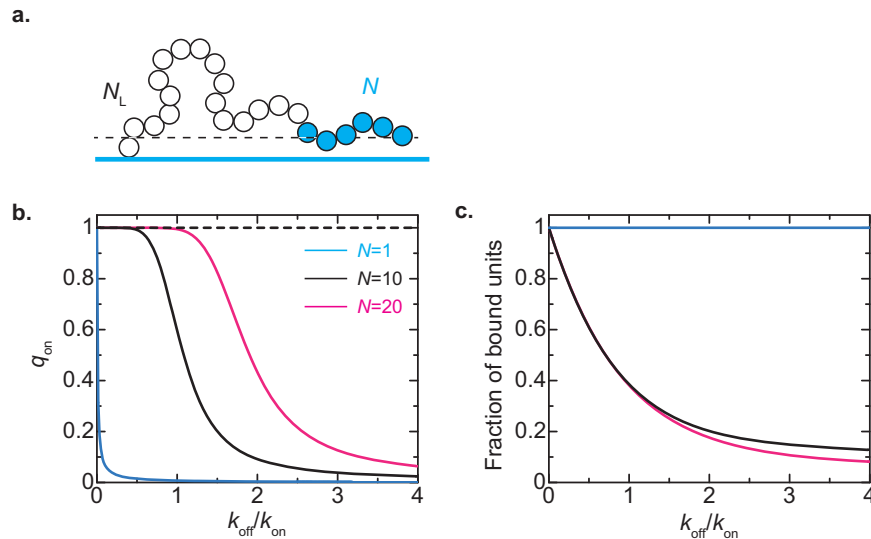 a.
N_L
N
b.
1
0.8
0.6
0.4
0.2
0
q_on
N=1
N=10
N=20
0 1 2 3 4
k_off/k_on
c.
1
0.8
0.6
0.4
0.2
0
Fraction of bound units
0 1 2 3 4
k_off/k_on